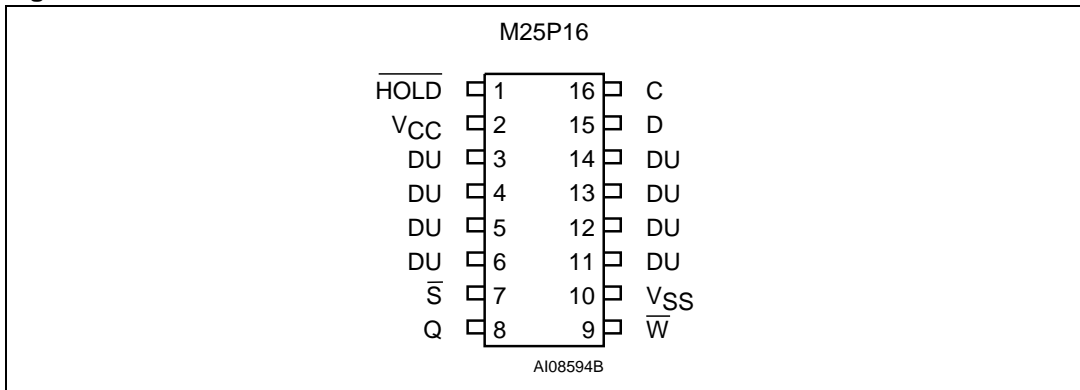 M25P16
HOLD 1 16 C
VCC 2 15 D
DU 3 14 DU
DU 4 13 DU
DU 5 12 DU
DU 6 11 DU
S 7 10 VSS
Q 8 9 W
AI08594B